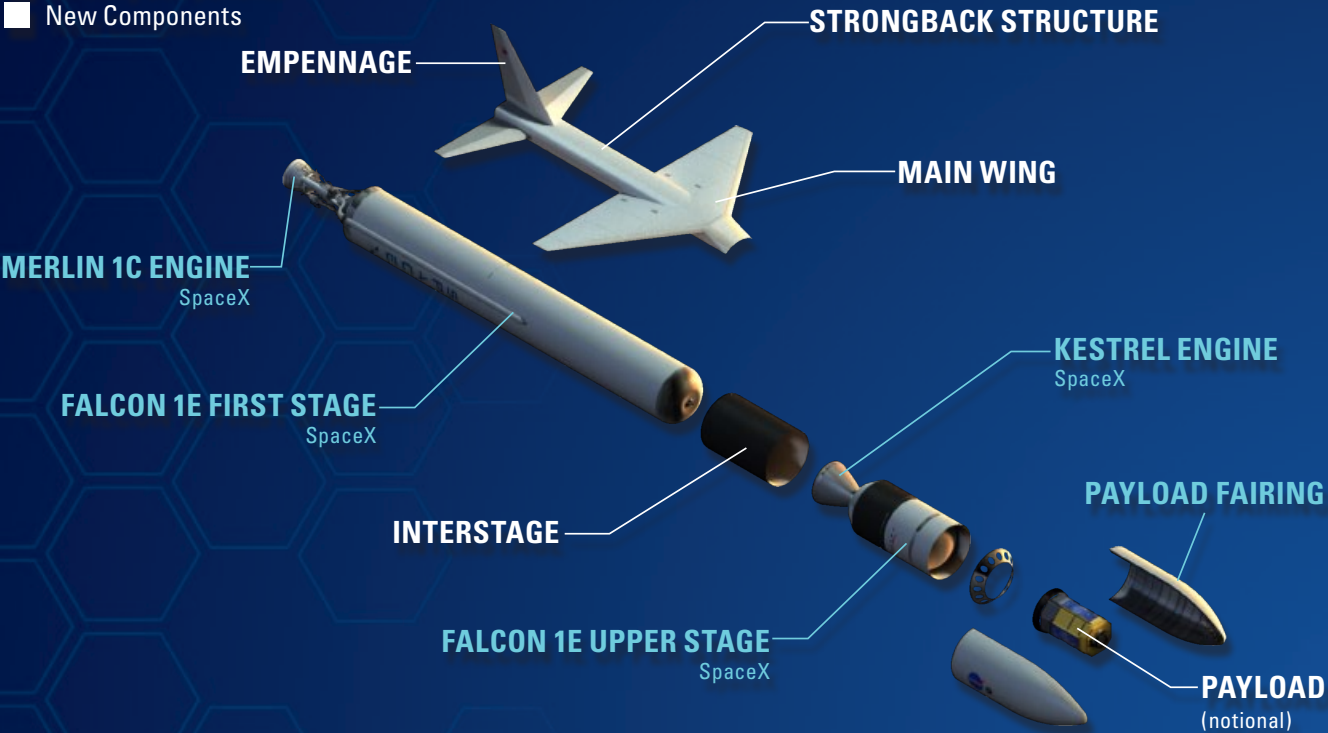 New Components
STRONGBACK STRUCTURE
EMPENNAGE
MAIN WING
MERLIN 1C ENGINE
SpaceX
KESTREL ENGINE
SpaceX
FALCON 1E FIRST STAGE
SpaceX
PAYLOAD FAIRING
INTERSTAGE
FALCON 1E UPPER STAGE
SpaceX
PAYLOAD
(notional)